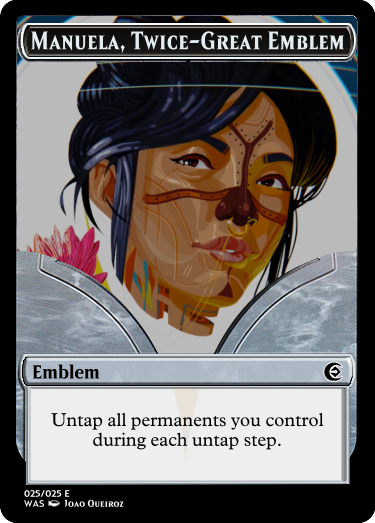 Manuela, Twice-Great Emblem
Emblem
Untap all permanents you control
during each untap step.
025/025 E
WAS Joao Queiroz